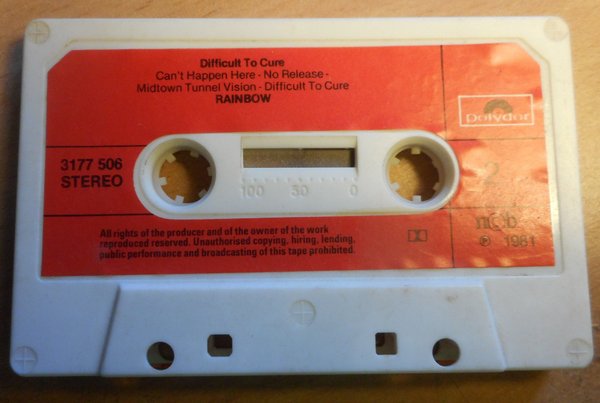 Difficult To Cure
Can't Happen Here · No Release ·
Midtown Tunnel Vision · Difficult To Cure
RAINBOW
Polydor
3177 506
STEREO
2
100 50 0
All rights of the producer and of the owner of the work
reproduced reserved. Unauthorised copying, hiring, lending,
public performance and broadcasting of this tape prohibited.
n©b
℗ 1981